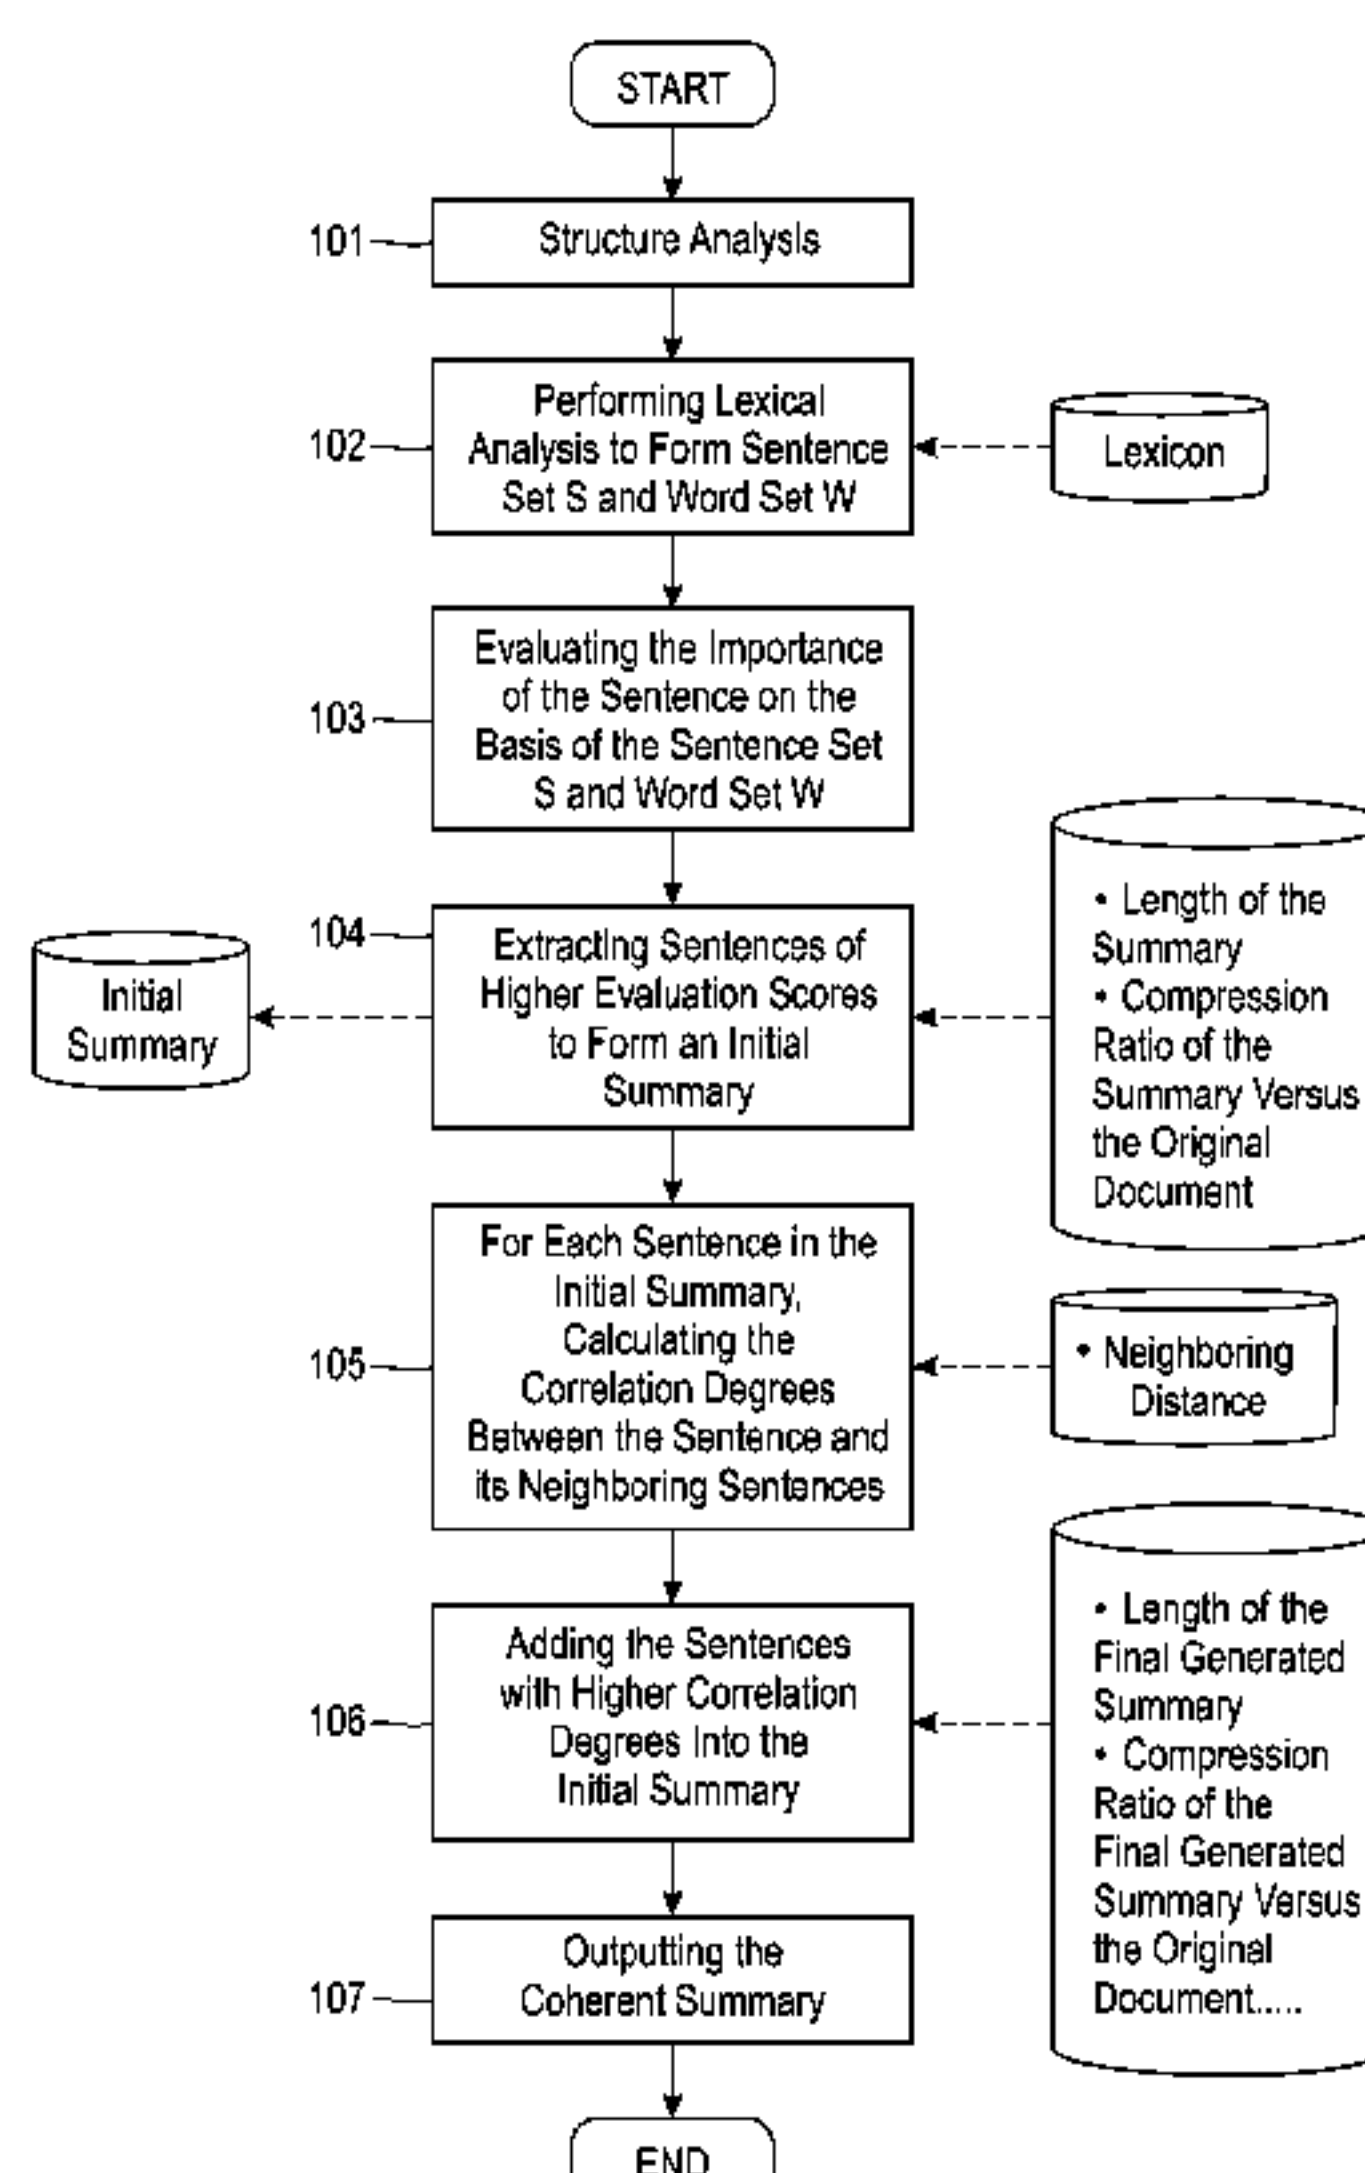 START
101
Structure Analysis
102
Performing Lexical
Analysis to Form Sentence
Set S and Word Set W
Lexicon
103
Evaluating the Importance
of the Sentence on the
Basis of the Sentence Set
S and Word Set W
104
Extracting Sentences of
Higher Evaluation Scores
to Form an Initial
Summary
Initial
Summary
• Length of the
Summary
• Compression
Ratio of the
Summary Versus
the Original
Document
105
For Each Sentence in the
Initial Summary,
Calculating the
Correlation Degrees
Between the Sentence and
its Neighboring Sentences
• Neighboring
Distance
106
Adding the Sentences
with Higher Correlation
Degrees Into the
Initial Summary
• Length of the
Final Generated
Summary
• Compression
Ratio of the
Final Generated
Summary Versus
the Original
Document.....
107
Outputting the
Coherent Summary
END